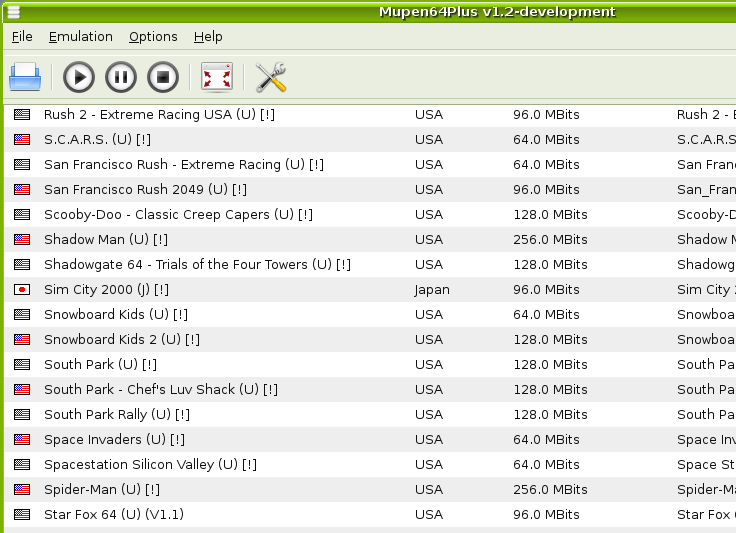 Mupen64Plus v1.2-development
File Emulation Options Help
Rush 2 - Extreme Racing USA (U) [!] USA 96.0 MBits Rush 2 - E
S.C.A.R.S. (U) [!] USA 64.0 MBits S.C.A.R.S
San Francisco Rush - Extreme Racing (U) [!] USA 64.0 MBits San Franc
San Francisco Rush 2049 (U) [!] USA 96.0 MBits San_Fran
Scooby-Doo - Classic Creep Capers (U) [!] USA 128.0 MBits Scooby-D
Shadow Man (U) [!] USA 256.0 MBits Shadow M
Shadowgate 64 - Trials of the Four Towers (U) [!] USA 128.0 MBits Shadowg
Sim City 2000 (J) [!] Japan 96.0 MBits Sim City 2
Snowboard Kids (U) [!] USA 64.0 MBits Snowboa
Snowboard Kids 2 (U) [!] USA 128.0 MBits Snowboa
South Park (U) [!] USA 128.0 MBits South Pa
South Park - Chef's Luv Shack (U) [!] USA 128.0 MBits South Pa
South Park Rally (U) [!] USA 128.0 MBits South Pa
Space Invaders (U) [!] USA 64.0 MBits Space Inv
Spacestation Silicon Valley (U) [!] USA 64.0 MBits Space St
Spider-Man (U) [!] USA 256.0 MBits Spider-Ma
Star Fox 64 (U) (V1.1) USA 96.0 MBits Star Fox